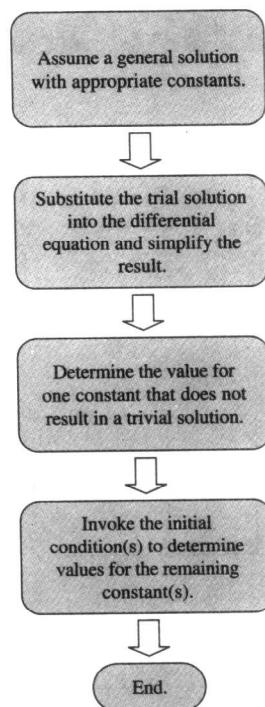 Assume a general solution
with appropriate constants.
Substitute the trial solution
into the differential
equation and simplify the
result.
Determine the value for
one constant that does not
result in a trivial solution.
Invoke the initial
condition(s) to determine
values for the remaining
constant(s).
End.